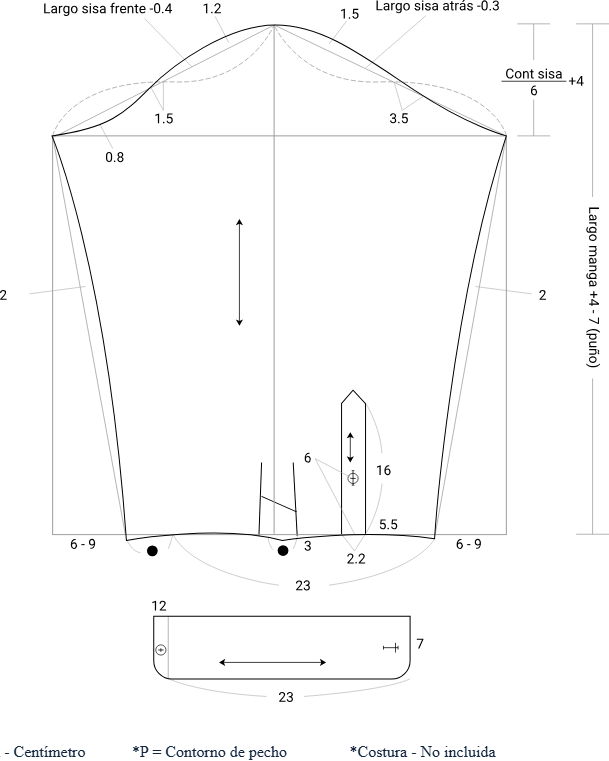 Largo sisa frente -0.4
1.2
1.5
Largo sisa atrás -0.3
Cont sisa
6
+4
1.5
3.5
0.8
Largo manga +4 - 7 (puño)
2
2
6
16
5.5
6 - 9
3
2.2
6 - 9
23
12
7
23
- Centímetro *P = Contorno de pecho *Costura - No incluida